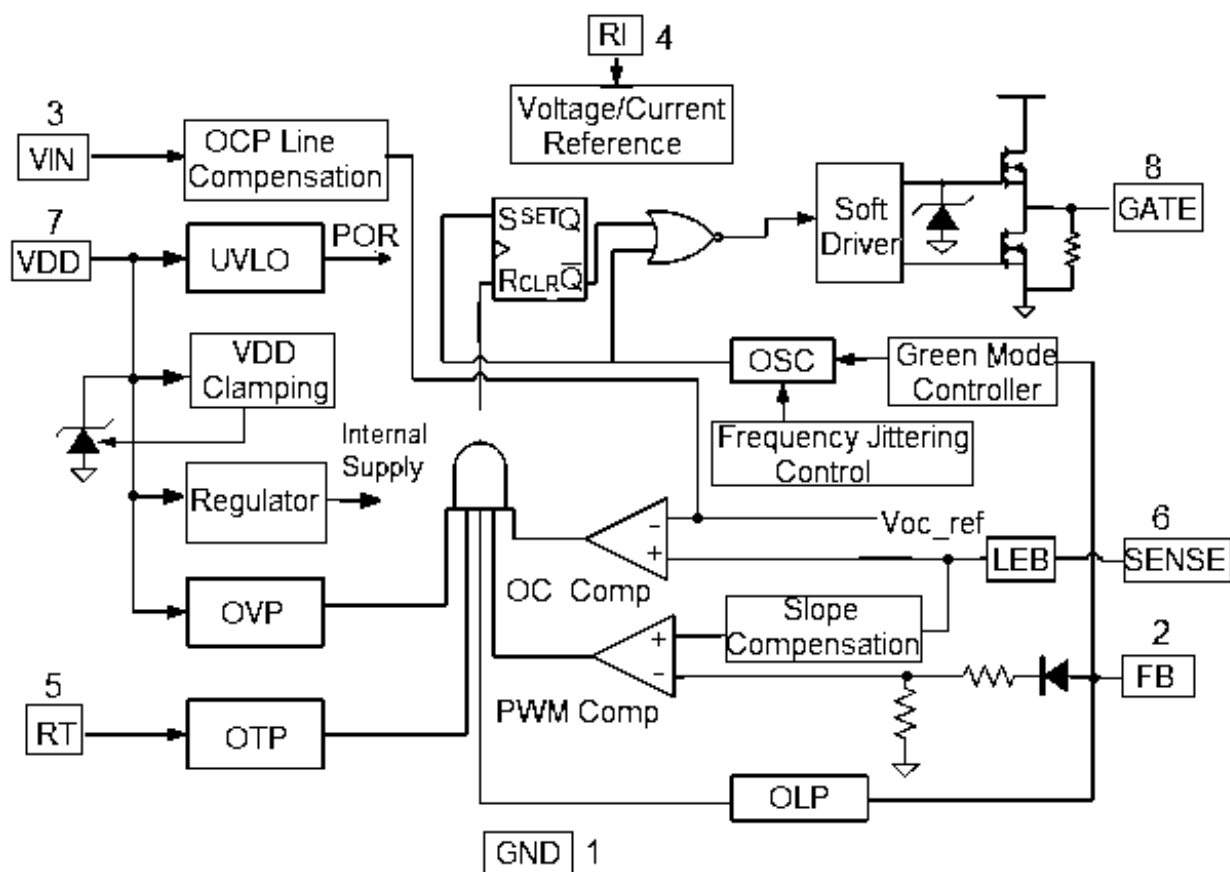 RI 4
Voltage/Current
Reference
3
VIN
OCP Line
Compensation
7
VDD
UVLO
POR
S SET Q
R CLR Q̅
Soft
Driver
8
GATE
VDD
Clamping
OSC
Green Mode
Controller
Frequency Jittering
Control
Internal
Supply
Regulator
-
+
Voc_ref
OC Comp
LEB
6
SENSE
OVP
Slope
Compensation
+
-
PWM Comp
2
FB
5
RT
OTP
OLP
GND 1